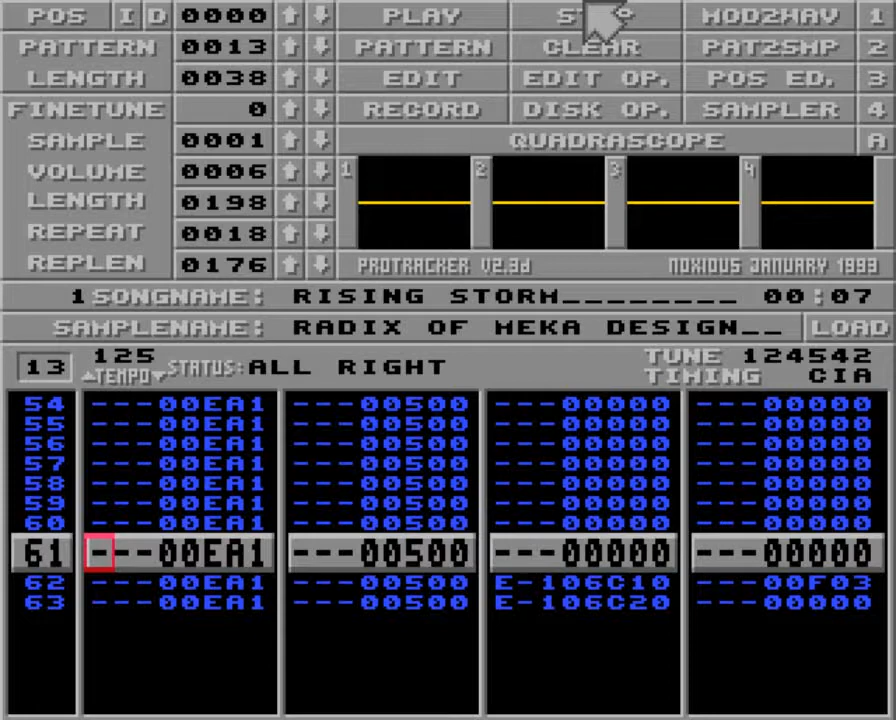 POS I D 0000 PLAY MOD2WAV 1
PATTERN 0013 PATTERN CLEAR PAT2SMP 2
LENGTH 0038 EDIT EDIT OP. POS ED. 3
FINETUNE 0 RECORD DISK OP. SAMPLER 4
SAMPLE 0001 QUADRASCOPE A
VOLUME 0006 1 2 3 4
LENGTH 0198
REPEAT 0018
REPLEN 0176 PROTRACKER V2.3d NOXIOUS JANUARY 1993
1 SONGNAME: RISING STORM________ 00:07
SAMPLENAME: RADIX OF MEKA DESIGN__ LOAD
13 125 TEMPO STATUS: ALL RIGHT TUNE 124542
TIMING CIA
54 ---00EA1 ---00500 ---00000 ---00000
55 ---00EA1 ---00500 ---00000 ---00000
56 ---00EA1 ---00500 ---00000 ---00000
57 ---00EA1 ---00500 ---00000 ---00000
58 ---00EA1 ---00500 ---00000 ---00000
59 ---00EA1 ---00500 ---00000 ---00000
60 ---00EA1 ---00500 ---00000 ---00000
61 ---00EA1 ---00500 ---00000 ---00000
62 ---00EA1 ---00500 E-106C10 ---00F03
63 ---00EA1 ---00500 E-106C20 ---00000